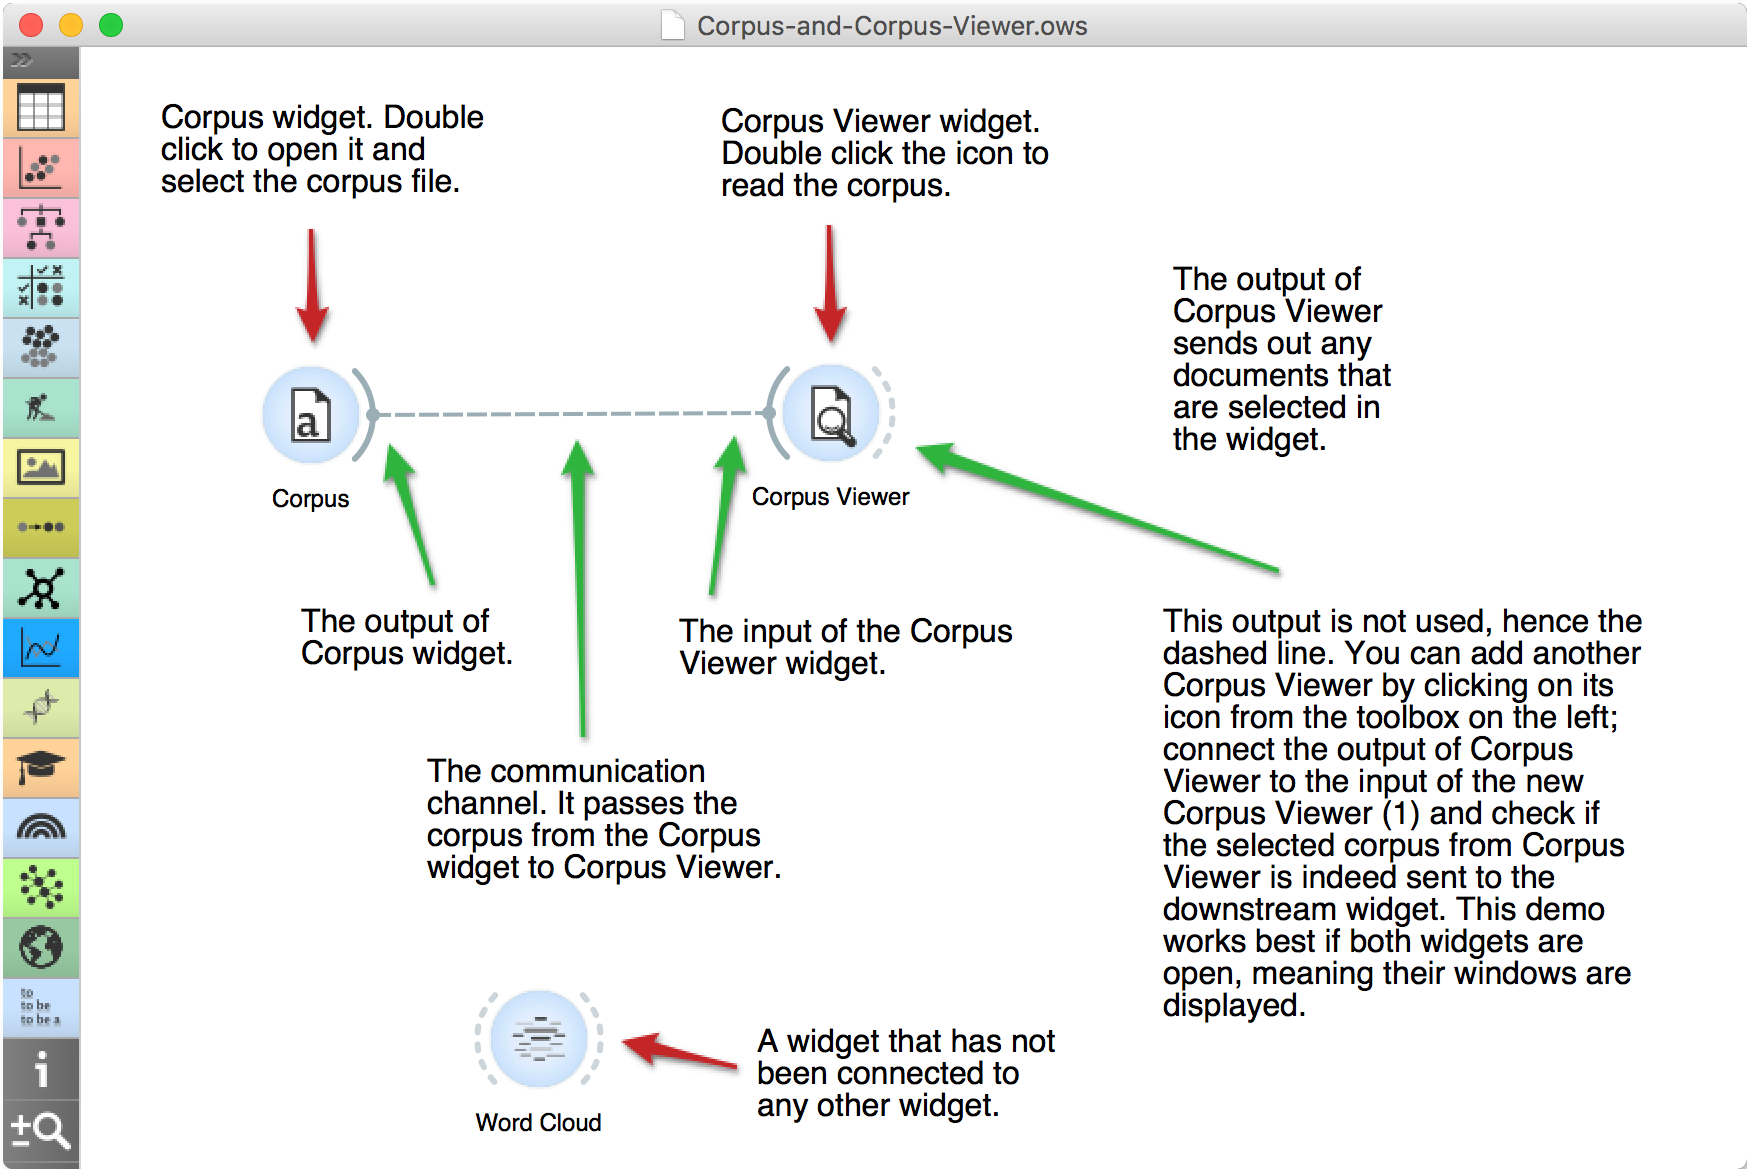 Corpus-and-Corpus-Viewer.ows
Corpus widget. Double
click to open it and
select the corpus file.
Corpus Viewer widget.
Double click the icon to
read the corpus.
The output of
Corpus Viewer
sends out any
documents that
are selected in
the widget.
a
Corpus
Corpus Viewer
The output of
Corpus widget.
The input of the Corpus
Viewer widget.
This output is not used, hence the
dashed line. You can add another
Corpus Viewer by clicking on its
icon from the toolbox on the left;
connect the output of Corpus
Viewer to the input of the new
Corpus Viewer (1) and check if
the selected corpus from Corpus
Viewer is indeed sent to the
downstream widget. This demo
works best if both widgets are
open, meaning their windows are
displayed.
The communication
channel. It passes the
corpus from the Corpus
widget to Corpus Viewer.
to
to be
to be a
i
A widget that has not
been connected to
any other widget.
Word Cloud